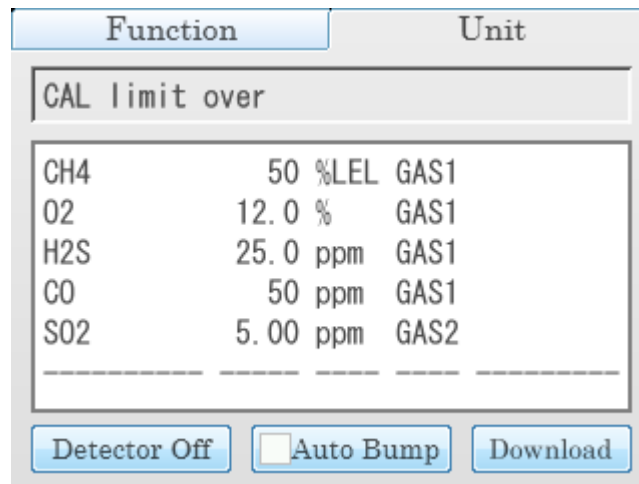 Function Unit
CAL limit over
CH4 50 %LEL GAS1
O2 12.0 % GAS1
H2S 25.0 ppm GAS1
CO 50 ppm GAS1
SO2 5.00 ppm GAS2
---------- ----- ---- ---- ---------
Detector Off Auto Bump Download